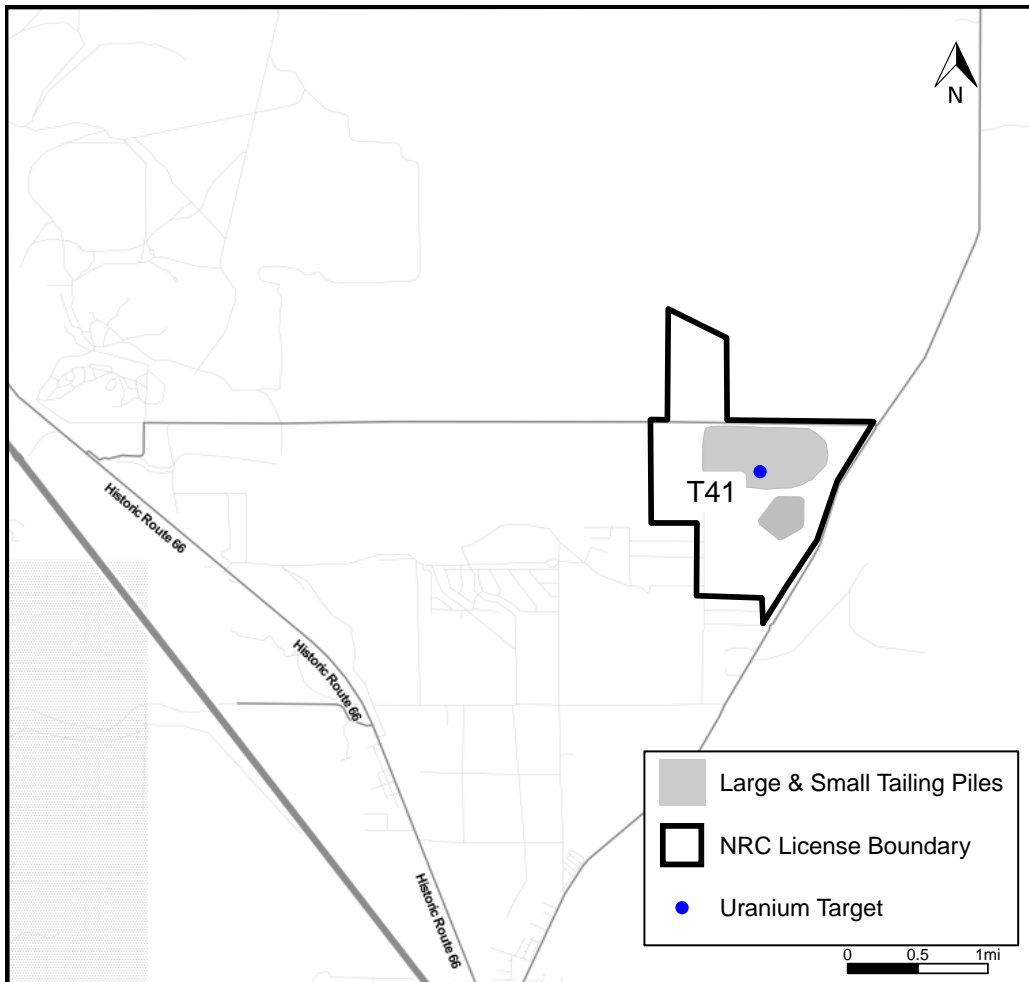 N
T41
Historic Route 66
Historic Route 66
Historic Route 66
Large & Small Tailing Piles
NRC License Boundary
Uranium Target
0 0.5 1mi